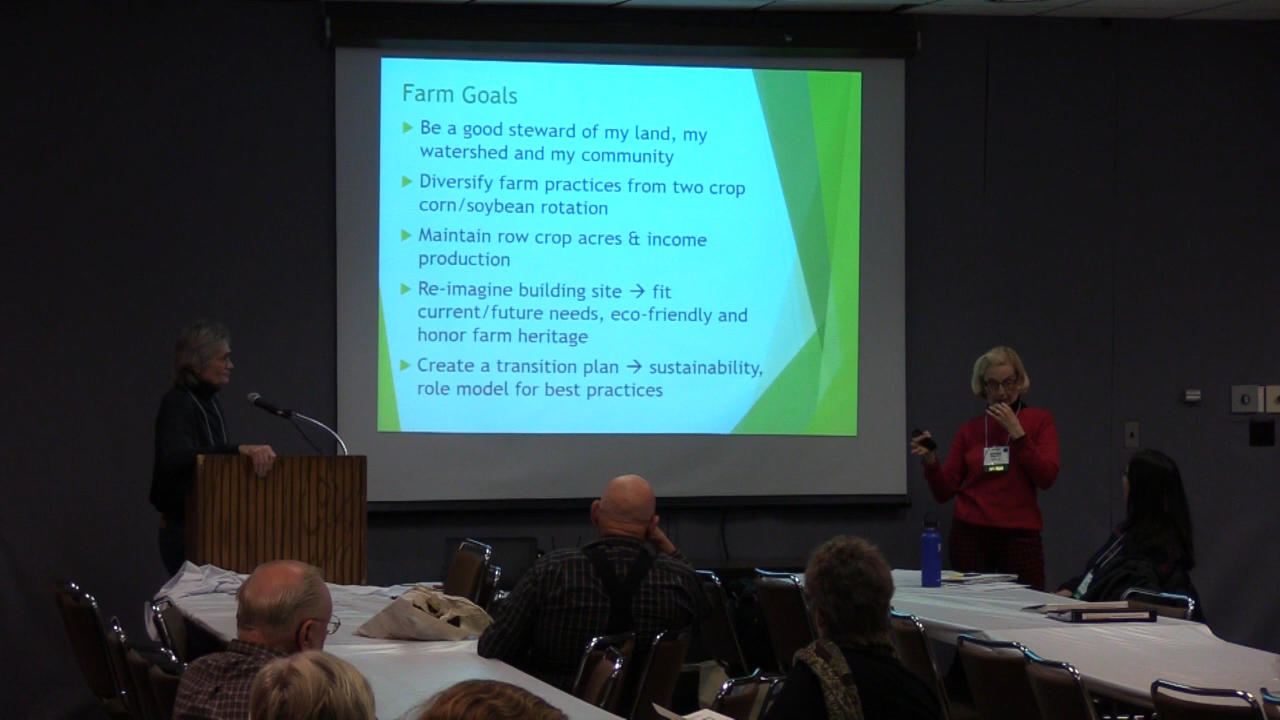 Farm Goals
Be a good steward of my land, my
watershed and my community
Diversify farm practices from two crop
corn/soybean rotation
Maintain row crop acres & income
production
Re-imagine building site → fit
current/future needs, eco-friendly and
honor farm heritage
Create a transition plan → sustainability,
role model for best practices